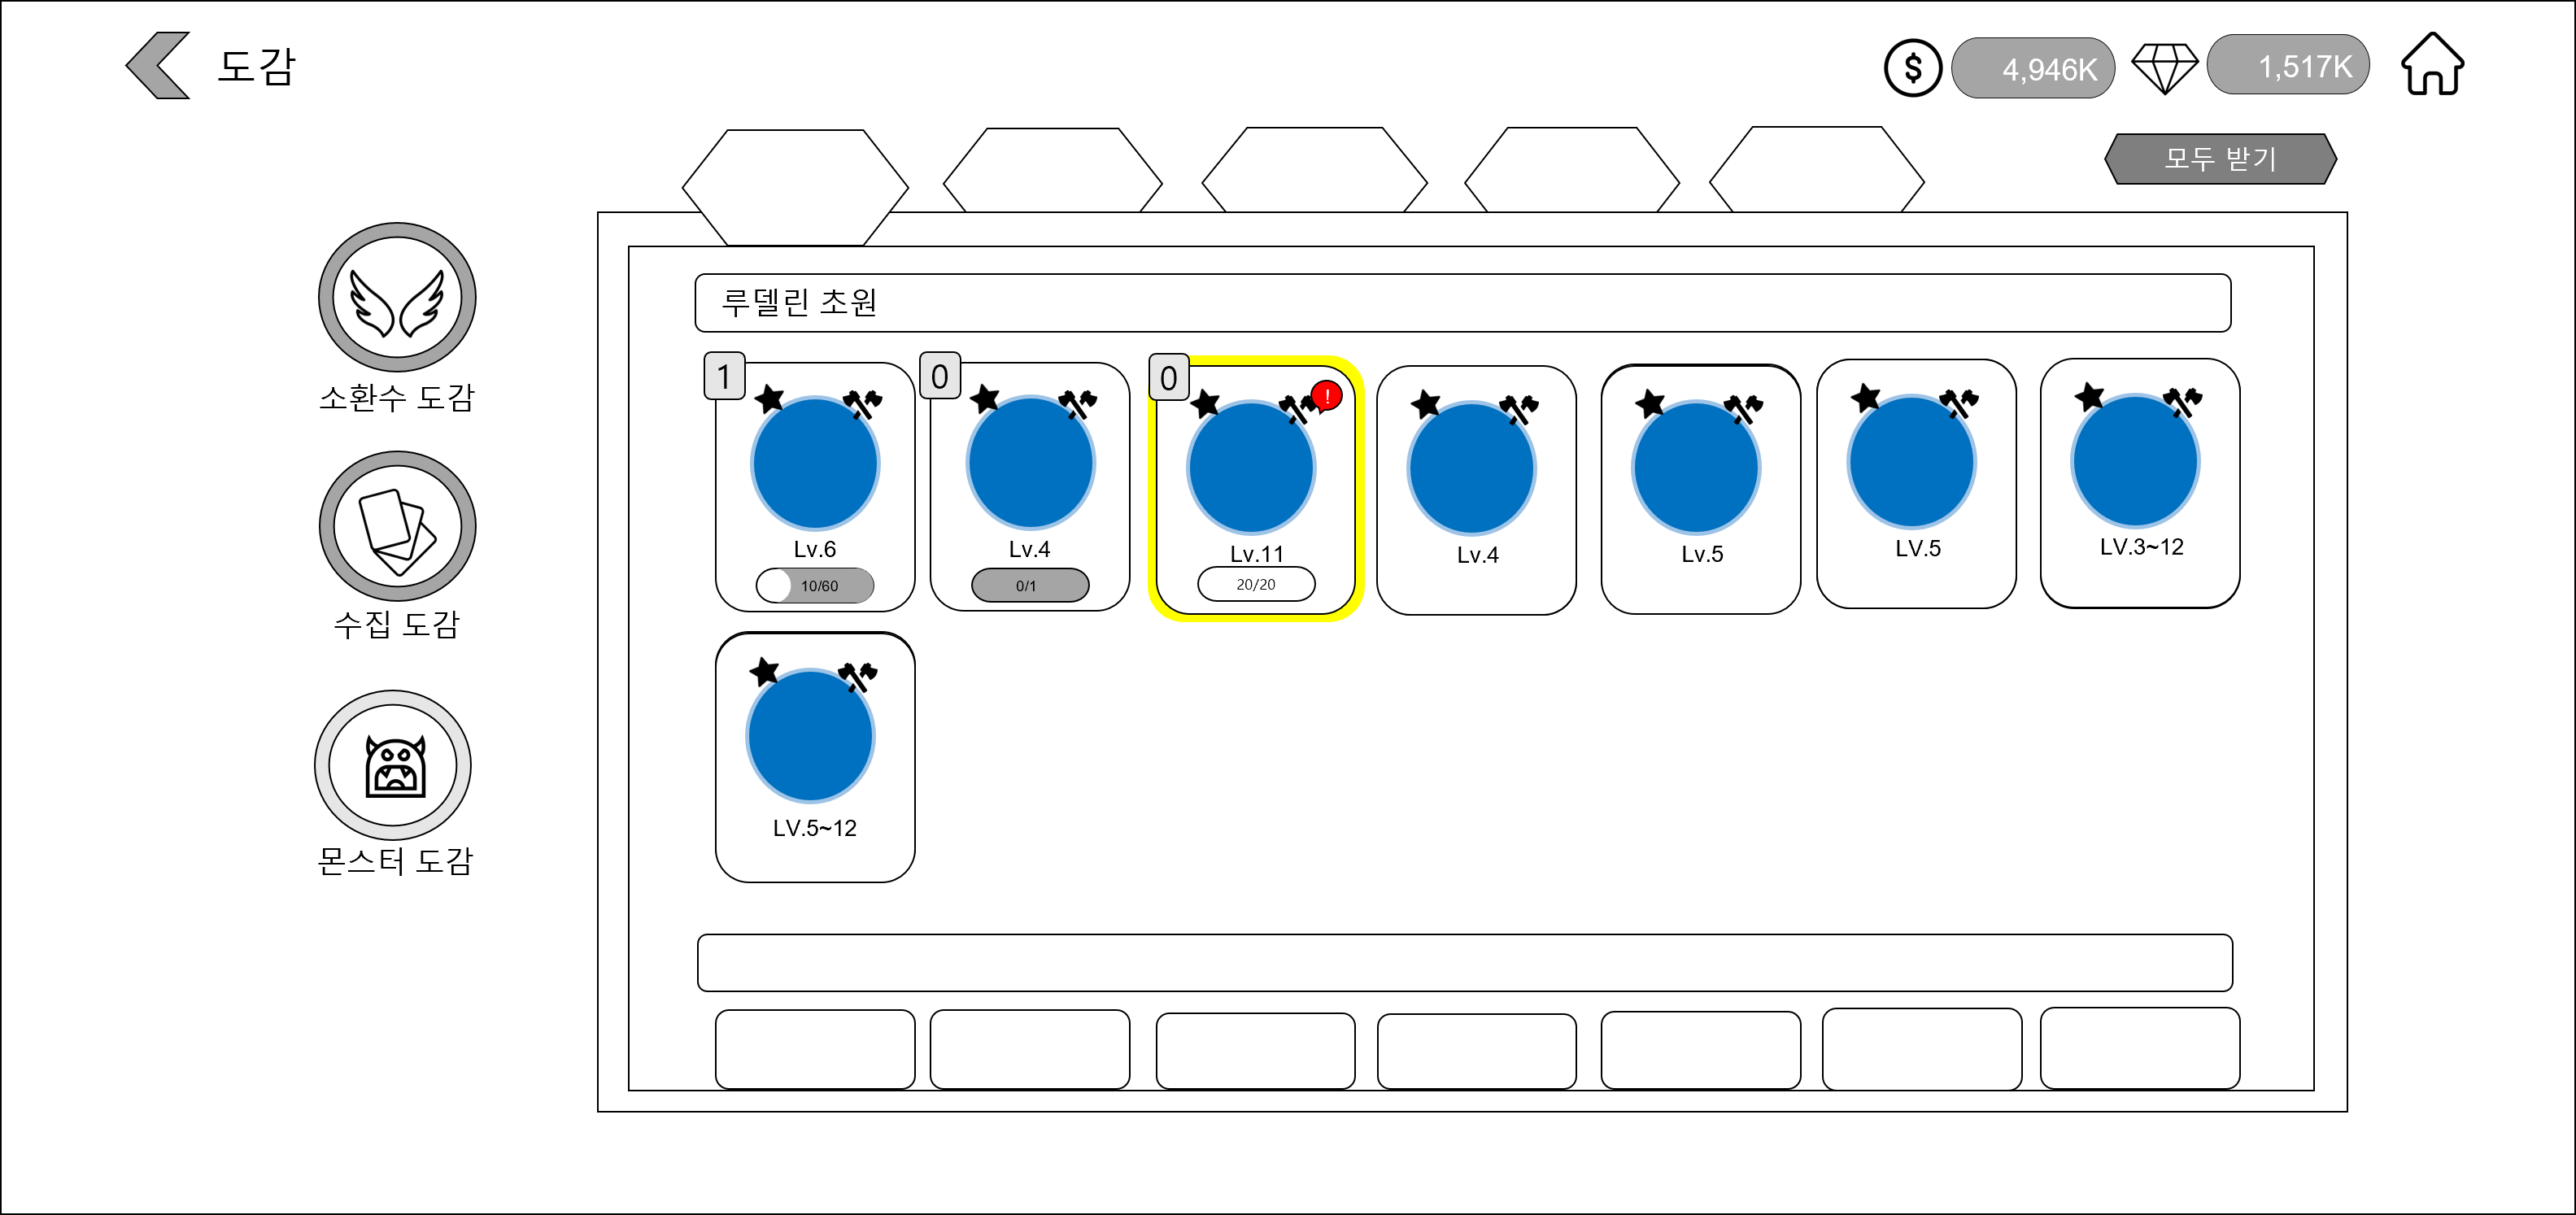 도감
4,946K
1,517K
모두 받기
소환수 도감
수집 도감
몬스터 도감
루델린 초원
1
0
0
!
Lv.6
Lv.4
Lv.11
Lv.4
Lv.5
LV.5
LV.3~12
10/60
0/1
20/20
LV.5~12